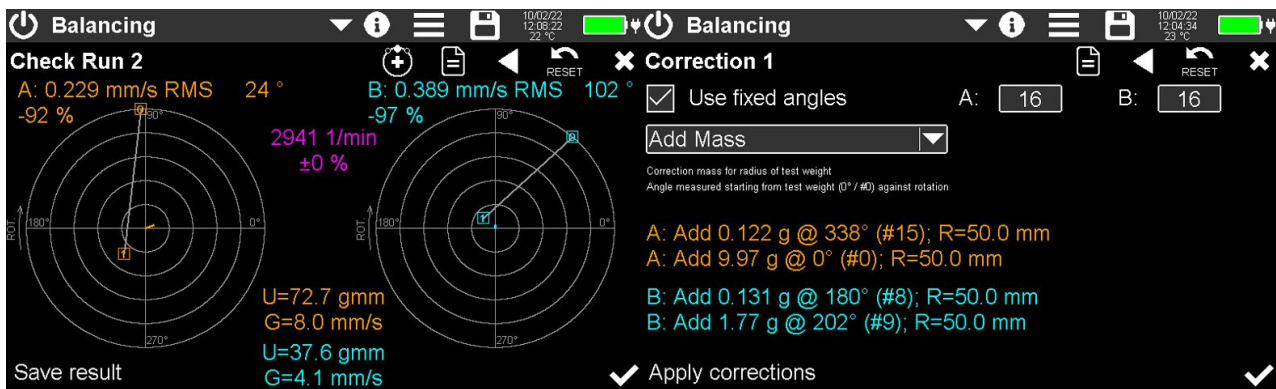 Balancing
10/02/22
12:08:22
22 °C
Check Run 2
RESET
A: 0.229 mm/s RMS 24 °
-92 %
B: 0.389 mm/s RMS 102 °
-97 %
2941 1/min
±0 %
0
90°
180°
0°
270°
1
ROT.
90°
180°
270°
1
ROT.
U=72.7 gmm
G=8.0 mm/s
U=37.6 gmm
G=4.1 mm/s
Save result
Balancing
10/02/22
12:04:34
23 °C
Correction 1
RESET
Use fixed angles A: 16 B: 16
Add Mass
Correction mass for radius of test weight
Angle measured starting from test weight (0° / #0) against rotation
A: Add 0.122 g @ 338° (#15); R=50.0 mm
A: Add 9.97 g @ 0° (#0); R=50.0 mm
B: Add 0.131 g @ 180° (#8); R=50.0 mm
B: Add 1.77 g @ 202° (#9); R=50.0 mm
Apply corrections